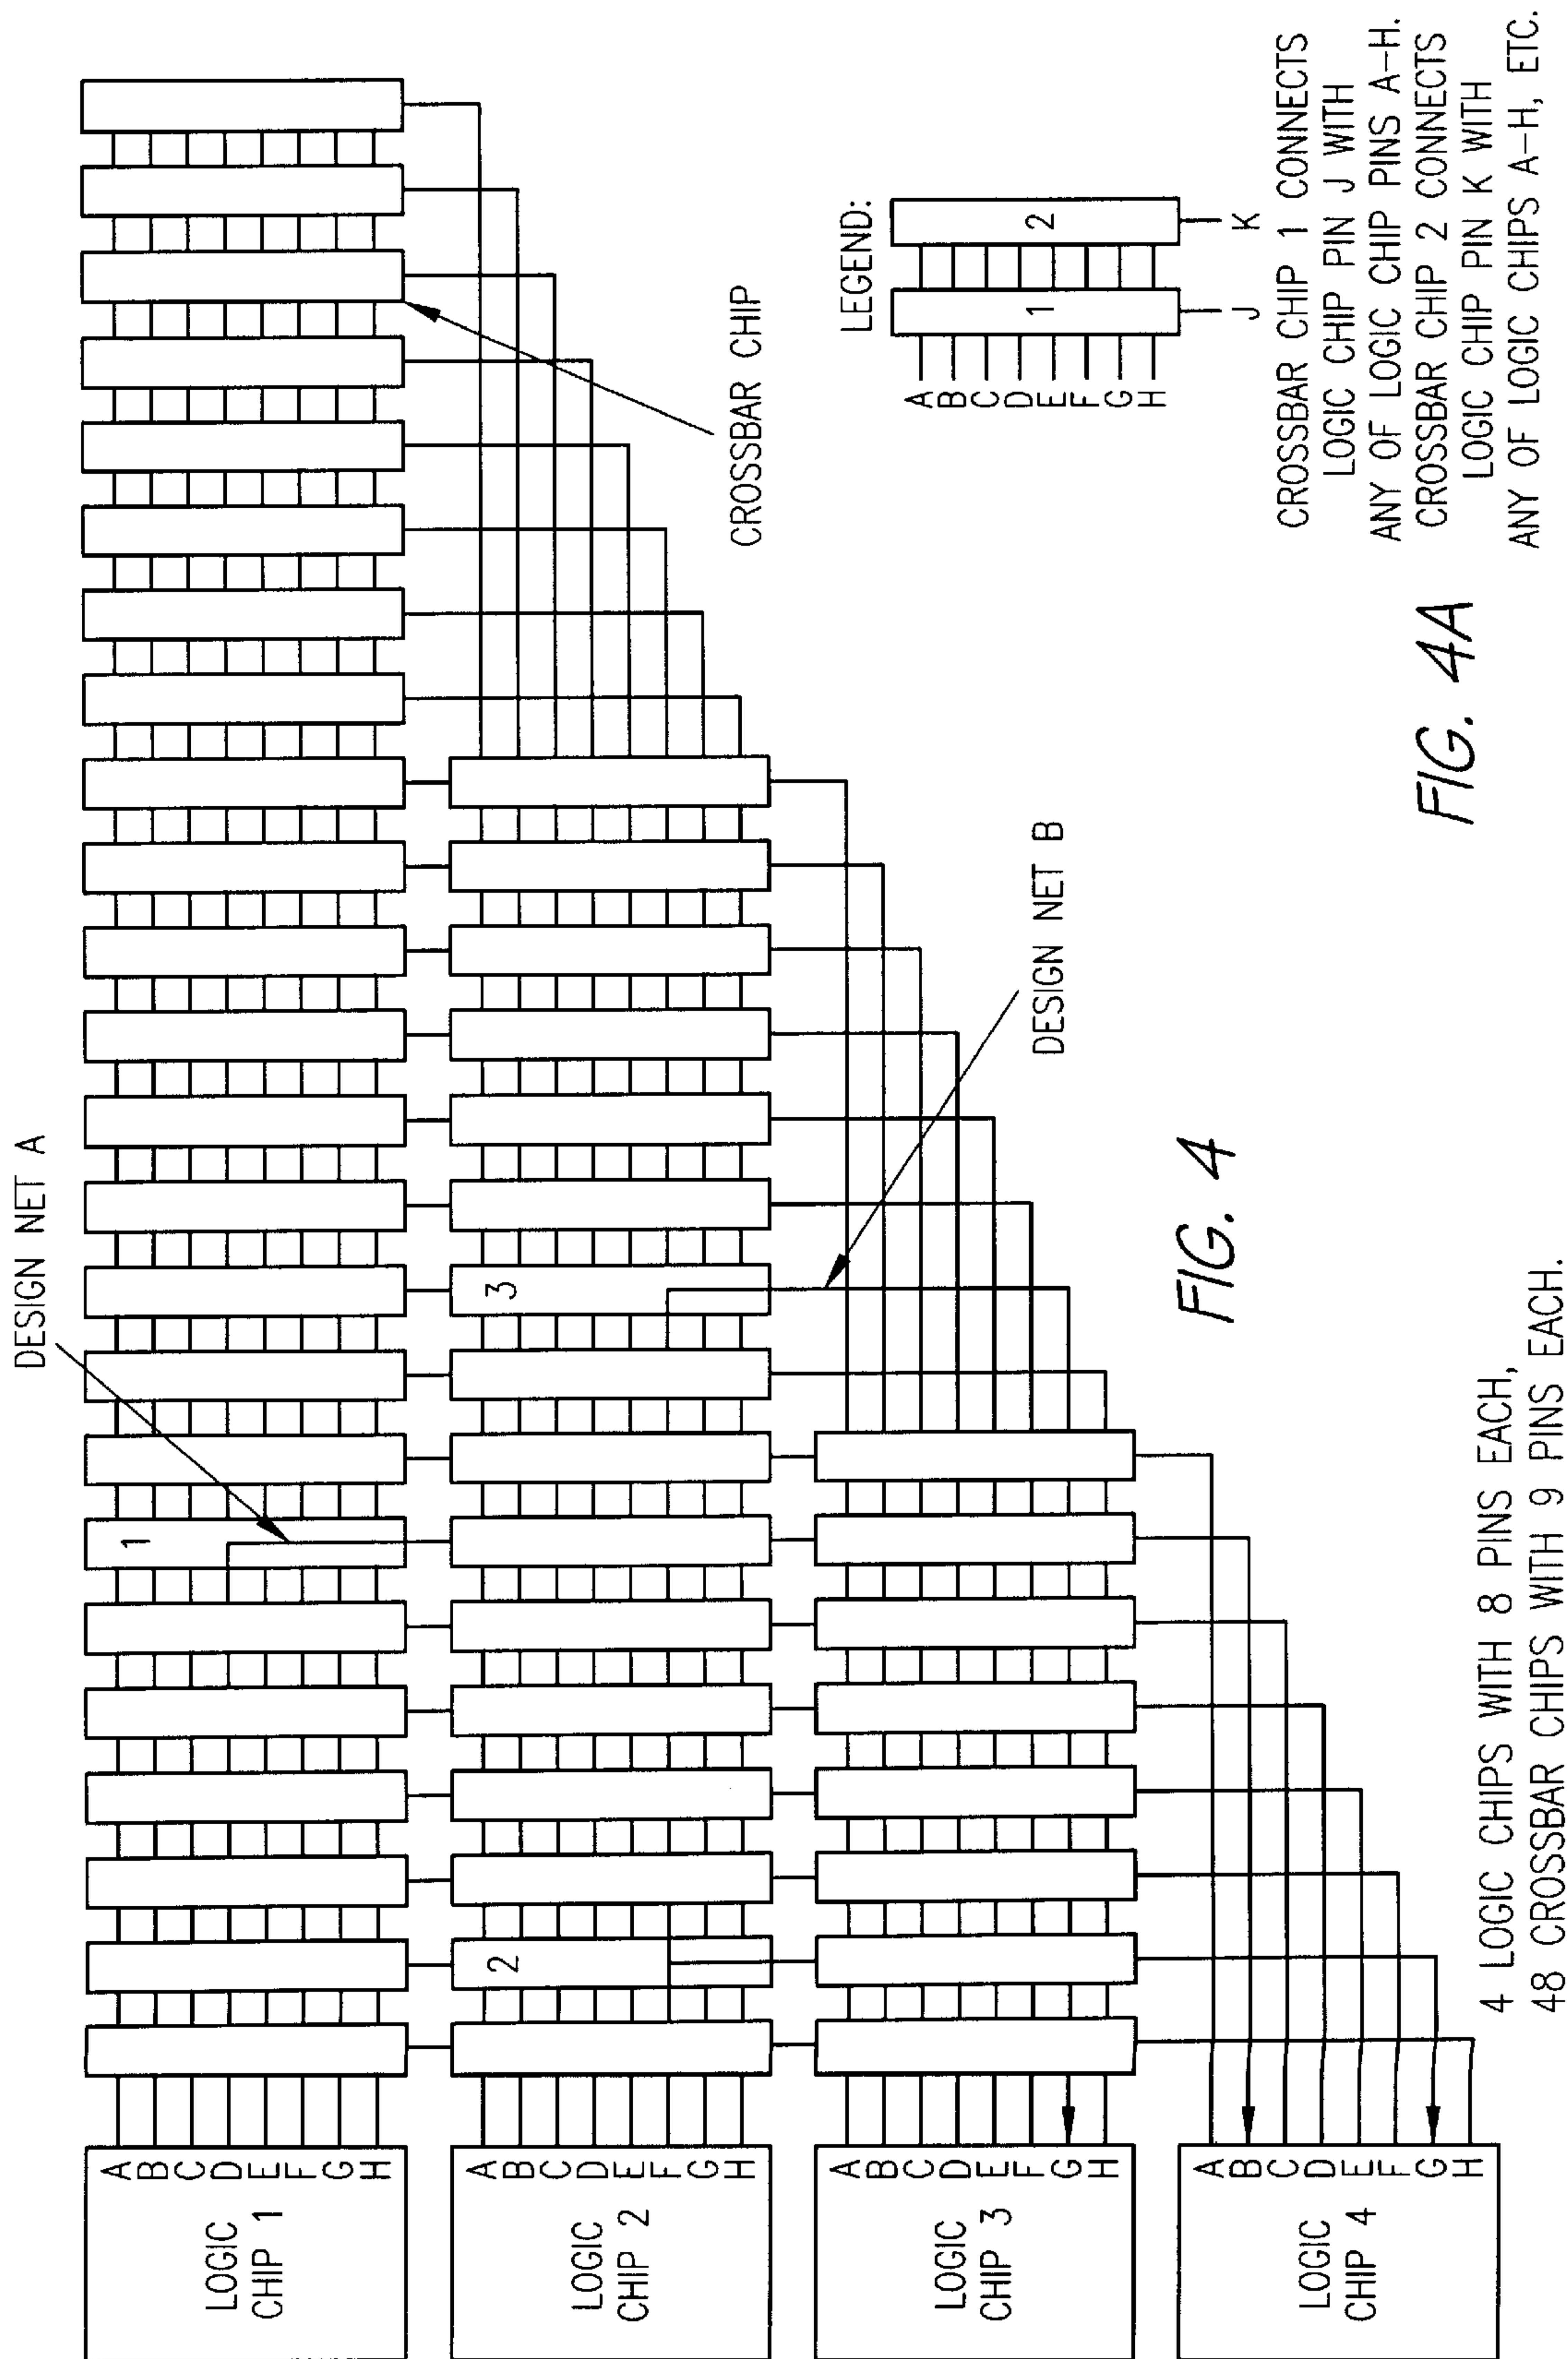 DESIGN NET A
LOGIC
CHIP 1
A
B
C
D
E
F
G
H
1
LOGIC
CHIP 2
A
B
C
D
E
F
G
H
2
3
LOGIC
CHIP 3
A
B
C
D
E
F
G
H
LOGIC
CHIP 4
A
B
C
D
E
F
G
H
CROSSBAR CHIP
DESIGN NET B
FIG. 4
4 LOGIC CHIPS WITH 8 PINS EACH,
48 CROSSBAR CHIPS WITH 9 PINS EACH.
LEGEND:
A
B
C
D
E
F
G
H
1
2
J
K
CROSSBAR CHIP 1 CONNECTS
LOGIC CHIP PIN J WITH
ANY OF LOGIC CHIP PINS A-H.
CROSSBAR CHIP 2 CONNECTS
LOGIC CHIP PIN K WITH
ANY OF LOGIC CHIPS A-H, ETC.
FIG. 4A